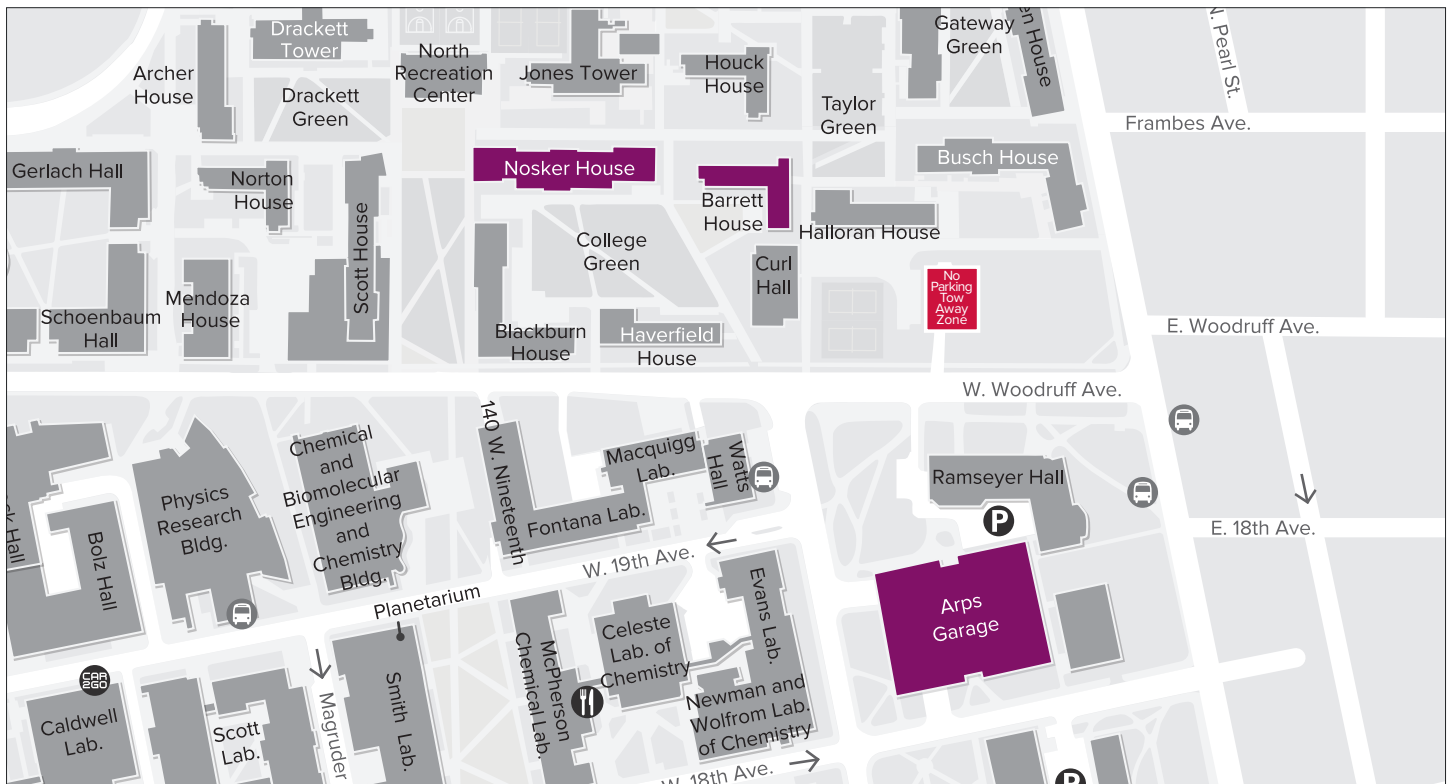 Drackett
Tower
Archer
House
Drackett
Green
North
Recreation
Center
Jones Tower
Houck
House
Taylor
Green
Gateway
Green
House
N. Pearl St.
Frambes Ave.
Gerlach Hall
Norton
House
Scott House
Nosker House
Barrett
House
Halloran House
Busch House
College
Green
Curl
Hall
No
Parking
Tow
Away
Zone
Mendoza
House
Schoenbaum
Hall
Blackburn
House
Haverfield
House
E. Woodruff Ave.
W. Woodruff Ave.
140 W. Nineteenth
Chemical
and
Biomolecular
Engineering
and
Chemistry
Bldg.
Macquigg
Lab.
Watts
Hall
Ramseyer Hall
Physics
Research
Bldg.
Fontana Lab.
P
Hall
Bolz Hall
W. 19th Ave.
E. 18th Ave.
Planetarium
Arps
Garage
Evans Lab.
Celeste
Lab. of
Chemistry
McPherson
Chemical Lab.
Smith Lab.
Magruder
CAR
2GO
Caldwell
Lab.
Scott
Lab.
Newman and
Wolfrom Lab.
of Chemistry
W. 18th Ave.
P